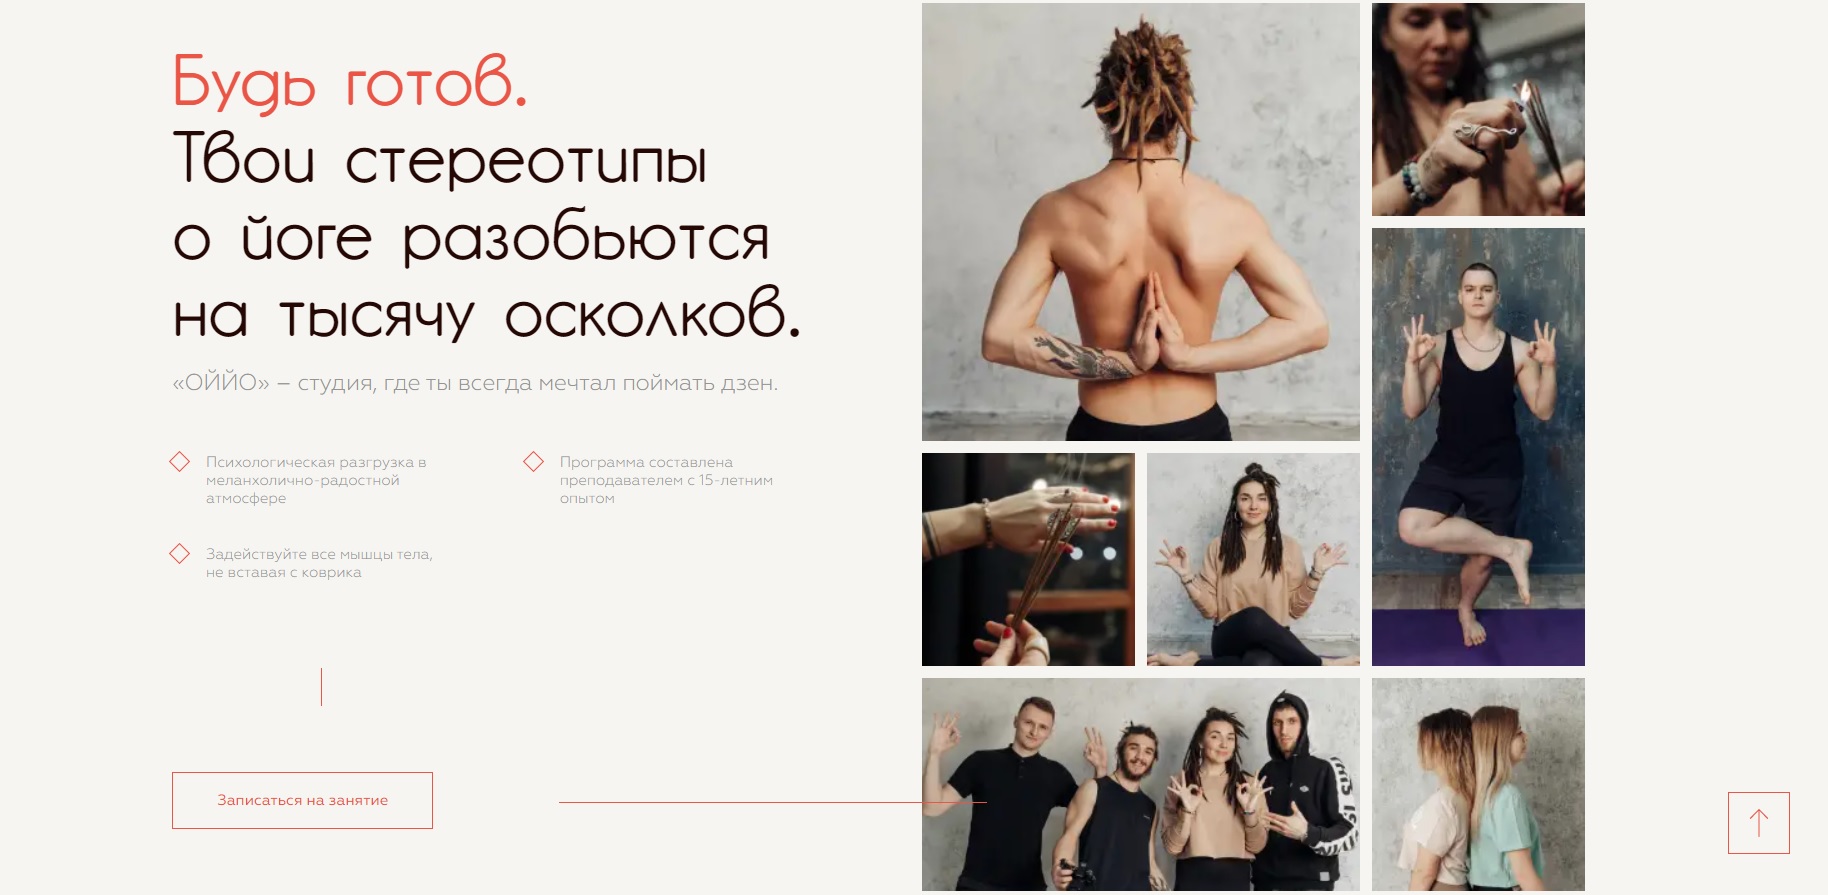 Будь готов.
Твои стереотипы
о йоге разобьются
на тысячу осколков.
«ОЙЙО» – студия, где ты всегда мечтал поймать дзен.
Психологическая разгрузка в
меланхолично-радостной
атмосфере
Программа составлена
преподавателем с 15-летним
опытом
Задействуйте все мышцы тела,
не вставая с коврика
Записаться на занятие